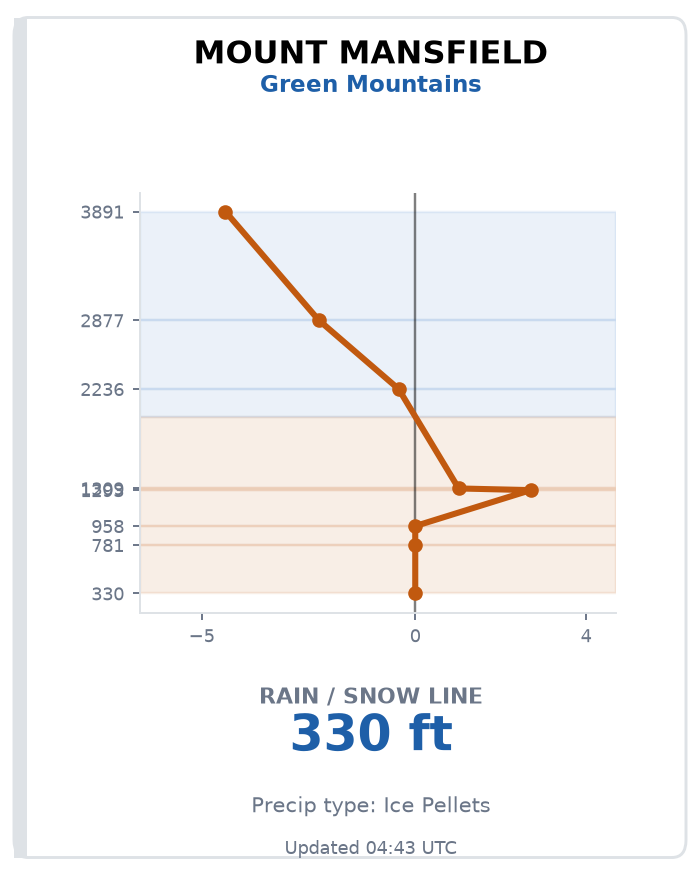 MOUNT MANSFIELD
Green Mountains
3891
2877
2236
958
781
330
−5 0 4
RAIN / SNOW LINE
330 ft
Precip type: Ice Pellets
Updated 04:43 UTC